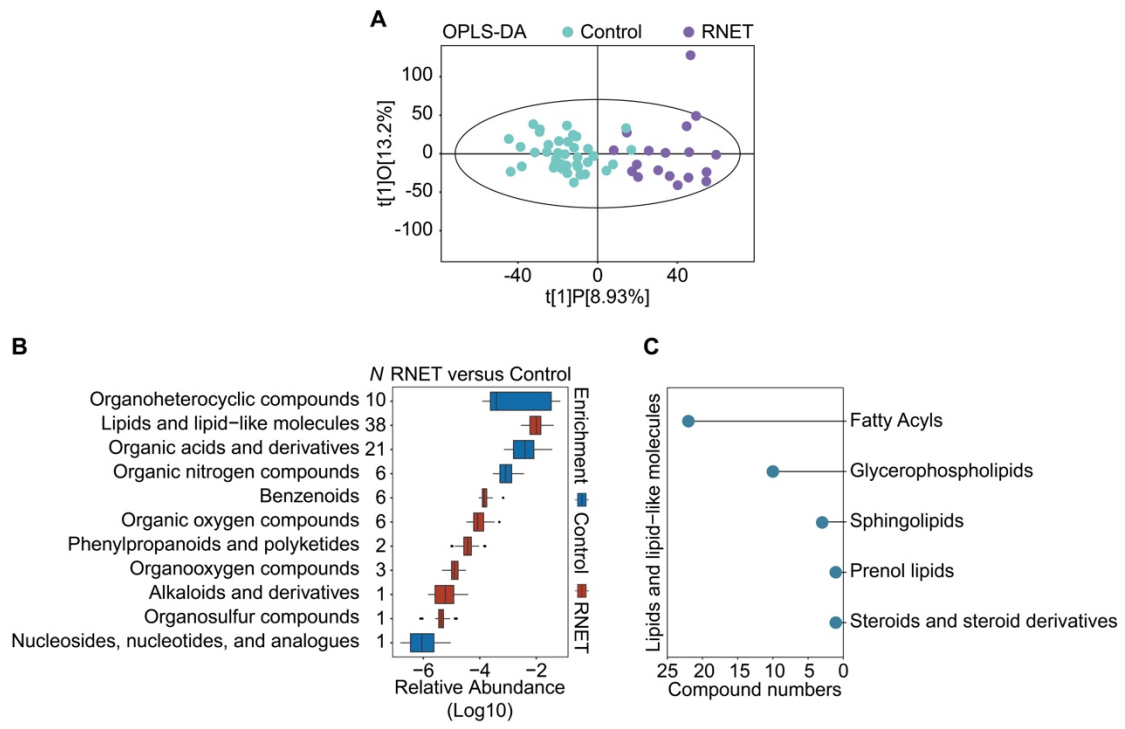 A
OPLS-DA Control RNET
100
50
0
-50
-100
t[1]O[13.2%]
-40 0 40
t[1]P[8.93%]
B
N RNET versus Control
Organoheterocyclic compounds 10
Lipids and lipid−like molecules 38
Organic acids and derivatives 21
Organic nitrogen compounds 6
Benzenoids 6
Organic oxygen compounds 6
Phenylpropanoids and polyketides 2
Organooxygen compounds 3
Alkaloids and derivatives 1
Organosulfur compounds 1
Nucleosides, nucleotides, and analogues 1
−6 −4 −2
Relative Abundance
(Log10)
Enrichment Control RNET
C
Lipids and lipid−like molecules
Fatty Acyls
Glycerophospholipids
Sphingolipids
Prenol lipids
Steroids and steroid derivatives
25 20 15 10 5 0
Compound numbers